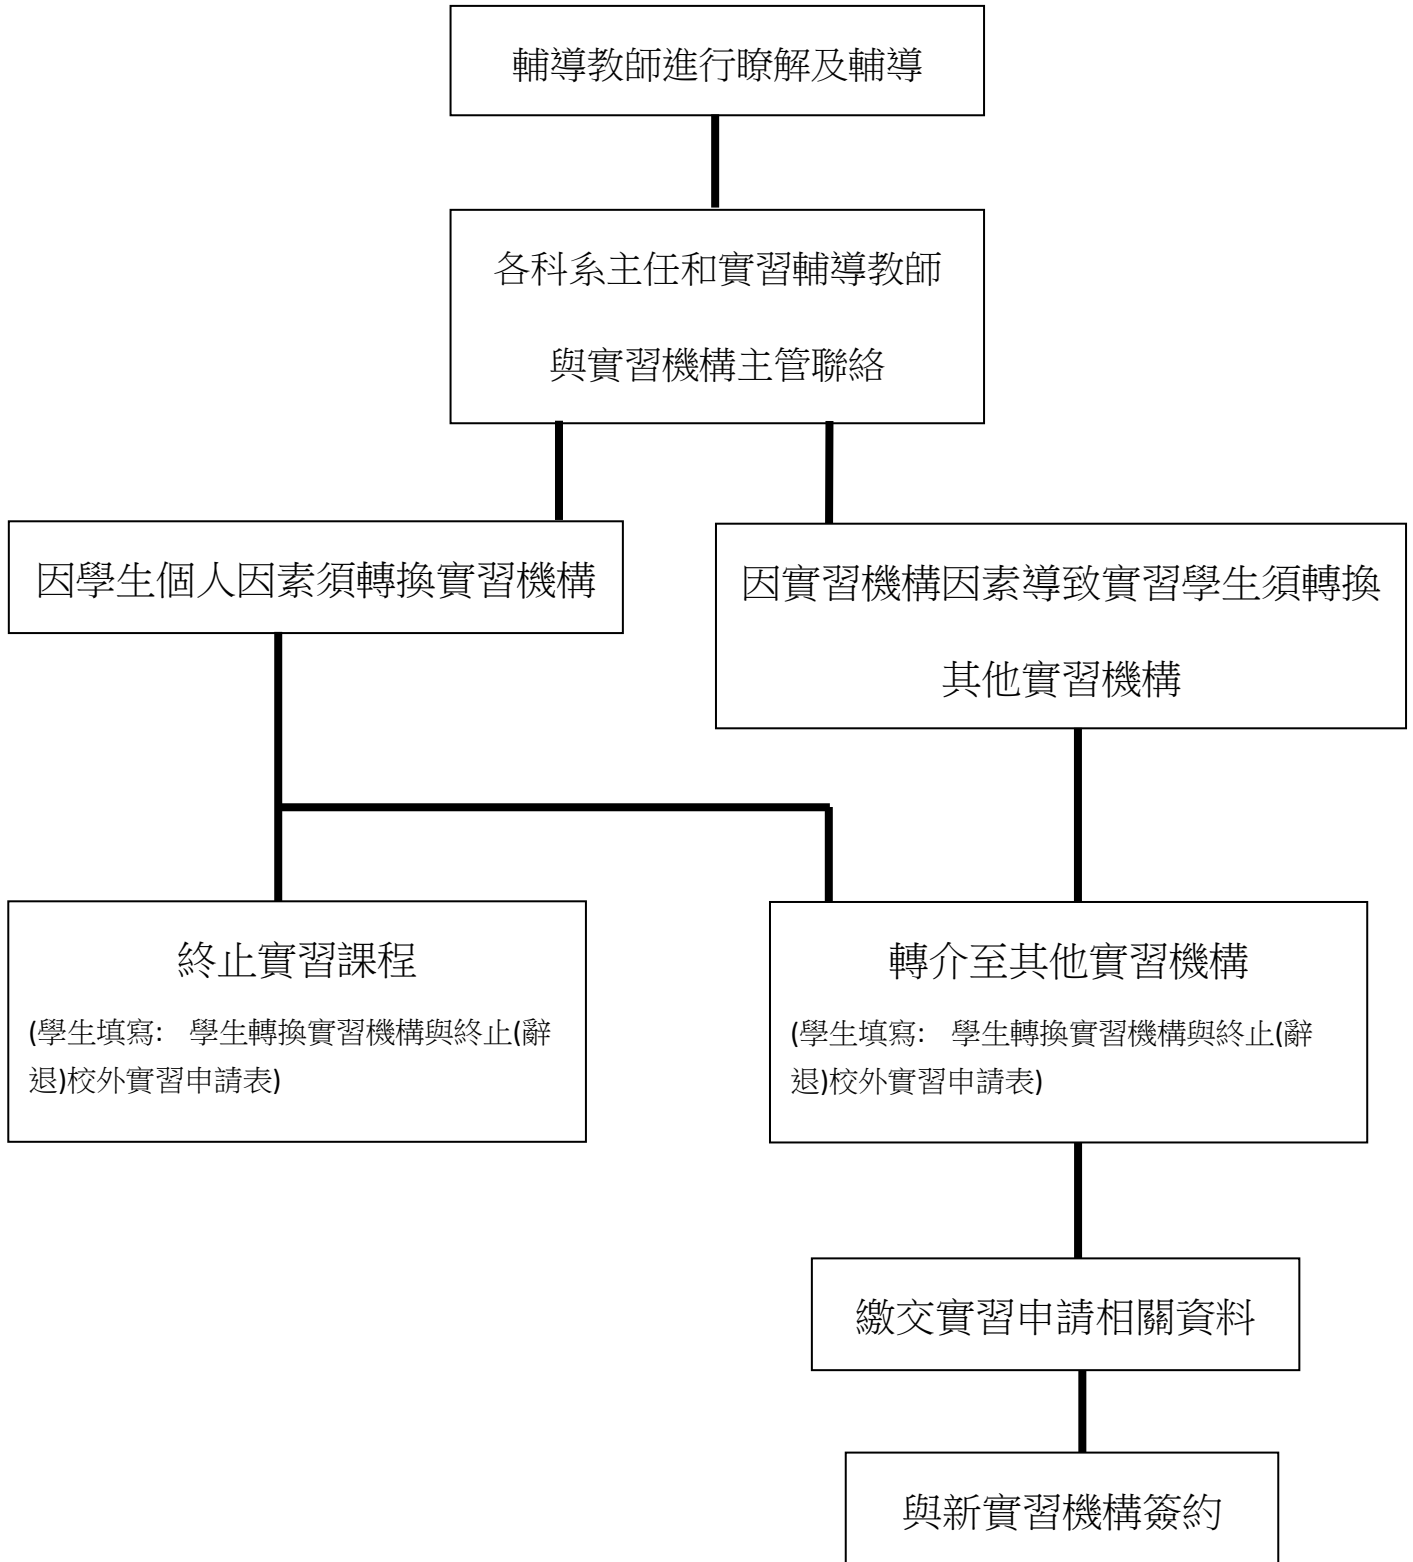 輔導教師進行瞭解及輔導
各科系主任和實習輔導教師
與實習機構主管聯絡
因學生個人因素須轉換實習機構
因實習機構因素導致實習學生須轉換
其他實習機構
終止實習課程
(學生填寫: 學生轉換實習機構與終止(辭
退)校外實習申請表)
轉介至其他實習機構
(學生填寫: 學生轉換實習機構與終止(辭
退)校外實習申請表)
繳交實習申請相關資料
與新實習機構簽約